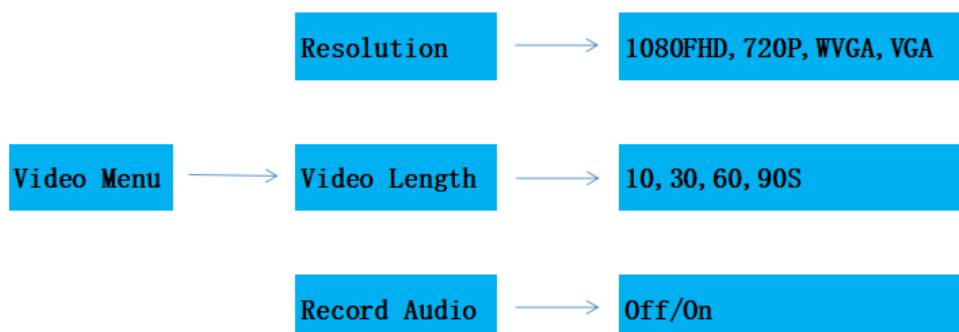 Resolution
1080FHD,720P,WVGA,VGA
Video Menu
Video Length
10,30,60,90S
Record Audio
Off/On